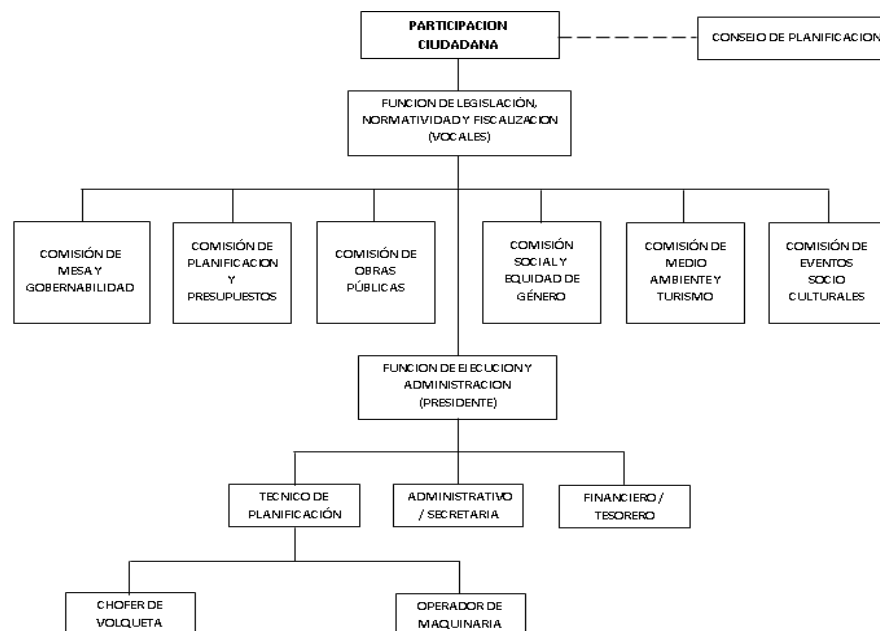 PARTICIPACION
CIUDADANA
CONSEJO DE PLANIFICACION
FUNCION DE LEGISLACIÓN,
NORMATIVIDAD Y FISCALIZACION
(VOCALES)
COMISIÓN DE
MESA Y
GOBERNABILIDAD
COMISIÓN DE
PLANIFICACION
Y
PRESUPUESTOS
COMISIÓN DE
OBRAS
PÚBLICAS
COMISIÓN
SOCIAL Y
EQUIDAD DE
GÉNERO
COMISIÓN DE
MEDIO
AMBIENTE Y
TURISMO
COMISIÓN DE
EVENTOS
SOCIO
CULTURALES
FUNCION DE EJECUCION Y
ADMINISTRACION
(PRESIDENTE)
TECNICO DE
PLANIFICACIÓN
ADMINISTRATIVO
/ SECRETARIA
FINANCIERO /
TESORERO
CHOFER DE
VOLQUETA
OPERADOR DE
MAQUINARIA